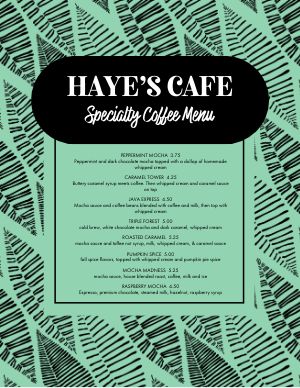 HAYE'S CAFE
Specialty Coffee Menu
PEPPERMINT MOCHA 3.75
Peppermint and dark chocolate mocha topped with a dollop of homemade
whipped cream
CARAMEL TOWER 4.25
Buttery caramel syrup meets coffee. Then whipped cream and caramel sauce
on top
JAVA EXPRESS 4.50
Mocha sauce and coffee beans blended with coffee and milk, then top with
whipped cream
TRIPLE FOREST 5.00
cold brew, white chocolate mocha and dark caramel, whipped cream
ROASTED CARAMEL 5.25
mocha sauce and toffee nut syrup, milk, whipped cream, & caramel sauce
PUMPKIN SPICE 5.00
fall spice flavors, topped with whipped cream and pumpkin pie spice
MOCHA MADNESS 5.25
mocha sauce, house blended roast, coffee, milk and ice
RASPBERRY MOCHA 6.50
Espresso, premium chocolate, steamed milk, hazelnut, raspberry syrup